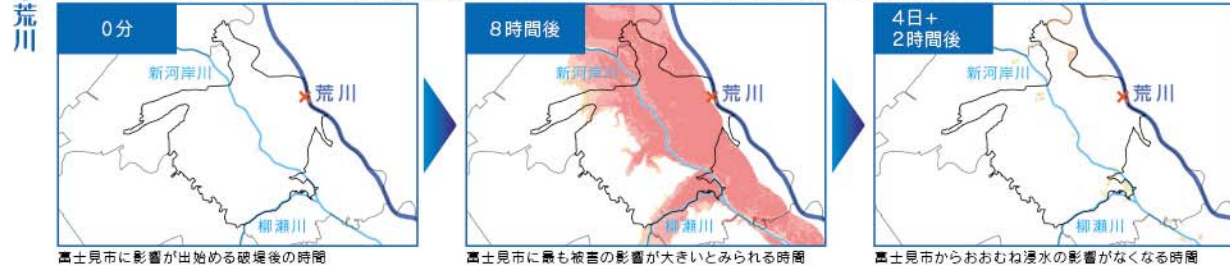 荒川
0分
新河岸川
荒川
柳瀬川
富士見市に影響が出始める破堤後の時間
8時間後
新河岸川
荒川
柳瀬川
富士見市に最も被害の影響が大きいとみられる時間
4日+
2時間後
新河岸川
荒川
柳瀬川
富士見市からおおむね浸水の影響がなくなる時間